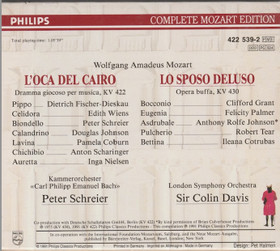 COMPLETE MOZART EDITION
422 539-2
Wolfgang Amadeus Mozart
L'OCA DEL CAIRO
Dramma giocoso per musica, KV 422
Pippo Dietrich Fischer-Dieskau
Celidora Edith Wiens
Biondello Peter Schreier
Calandrino Douglas Johnson
Lavina Pamela Coburn
Chichibio Anton Scharinger
Auretta Inga Nielsen
Kammerorchester
»Carl Philipp Emanuel Bach«
Peter Schreier
LO SPOSO DELUSO
Opera buffa, KV 430
Bocconio Clifford Grant
Eugenia Felicity Palmer
Asdrubale Anthony Rolfe Johnson*
Pulcherio Robert Tear
Bettina Ileana Cotrubas
London Symphony Orchestra
Sir Colin Davis
PHILIPS